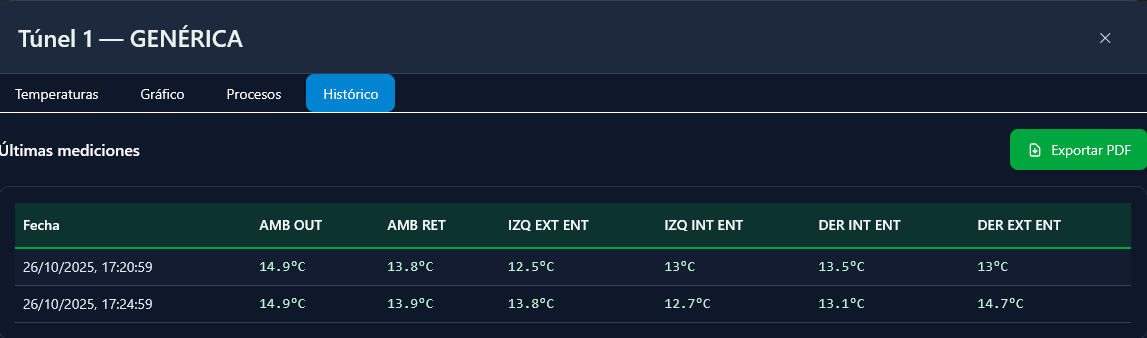 Túnel 1 — GENÉRICA
Temperaturas Gráfico Procesos Histórico
Últimas mediciones Exportar PDF
Fecha AMB OUT AMB RET IZQ EXT ENT IZQ INT ENT DER INT ENT DER EXT ENT
26/10/2025, 17:20:59 14.9°C 13.8°C 12.5°C 13°C 13.5°C 13°C
26/10/2025, 17:24:59 14.9°C 13.9°C 13.8°C 12.7°C 13.1°C 14.7°C